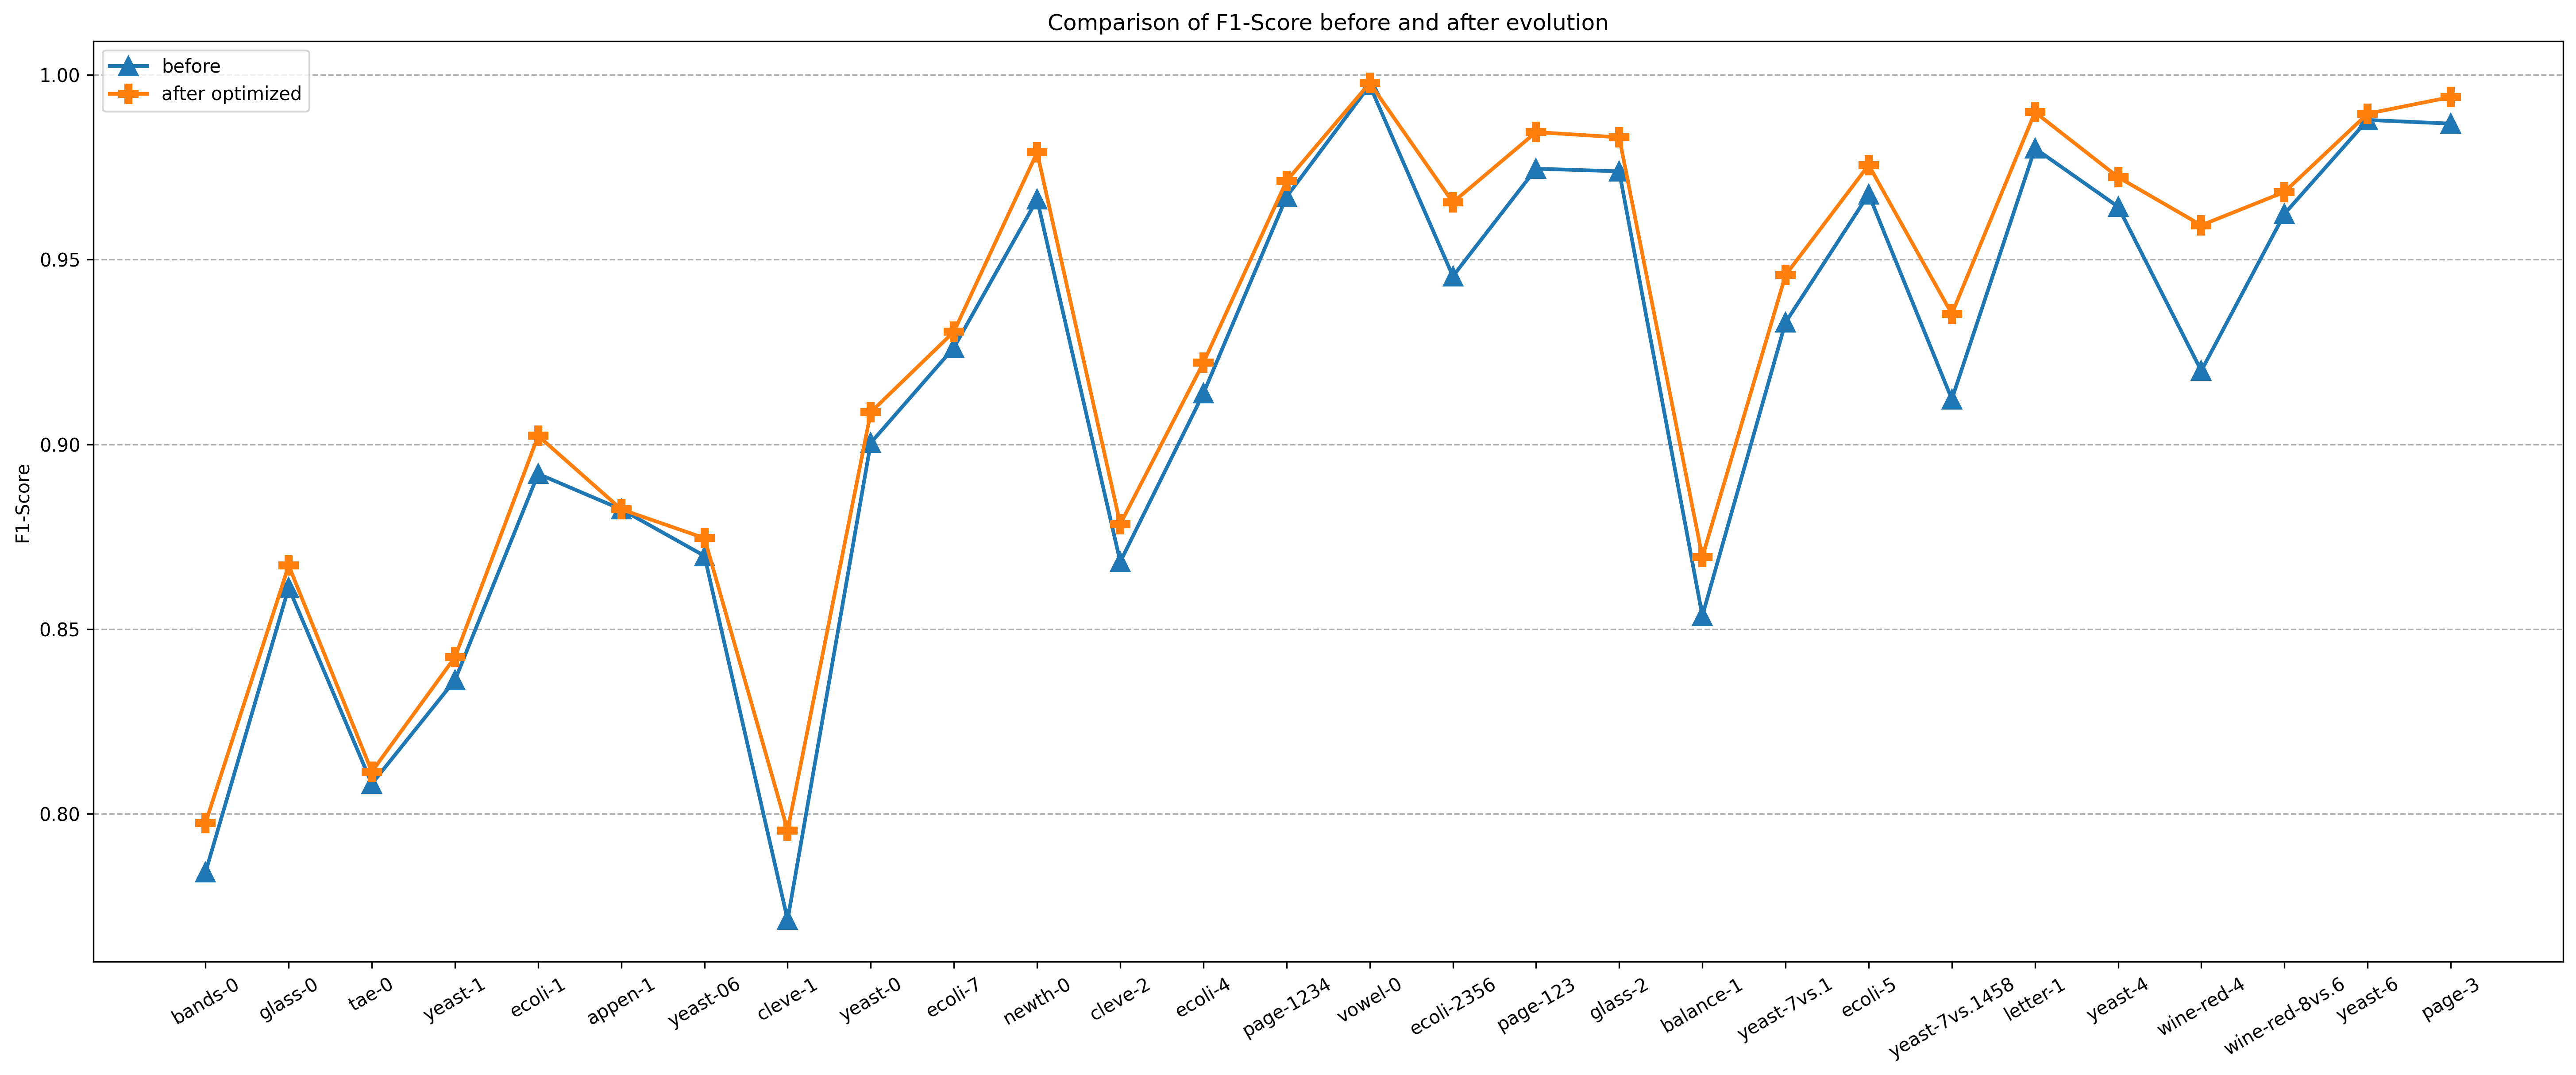 Comparison of F1-Score before and after evolution
before
after optimized
F1-Score
1.00
0.95
0.90
0.85
0.80
bands-0
glass-0
tae-0
yeast-1
ecoli-1
appen-1
yeast-06
cleve-1
yeast-0
ecoli-7
newth-0
cleve-2
ecoli-4
page-1234
vowel-0
ecoli-2356
page-123
glass-2
balance-1
yeast-7vs.1
ecoli-5
yeast-7vs.1458
letter-1
yeast-4
wine-red-4
wine-red-8vs.6
yeast-6
page-3